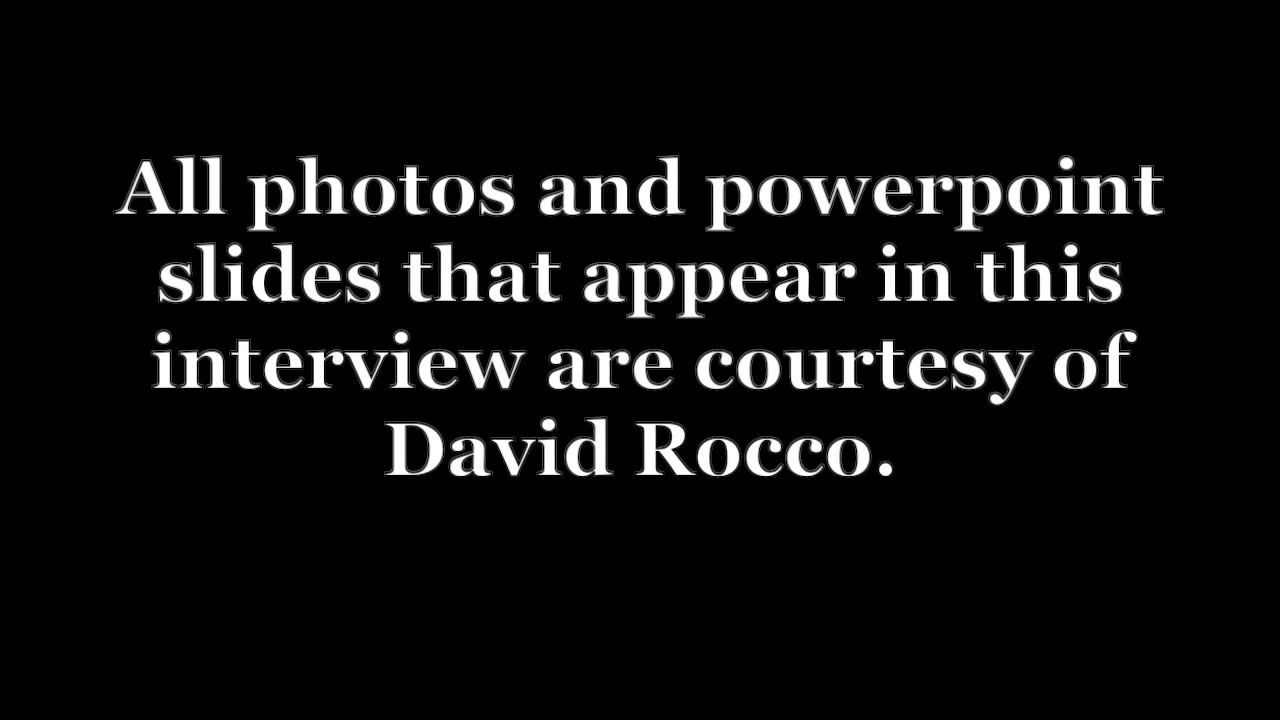 All photos and powerpoint
slides that appear in this
interview are courtesy of
David Rocco.